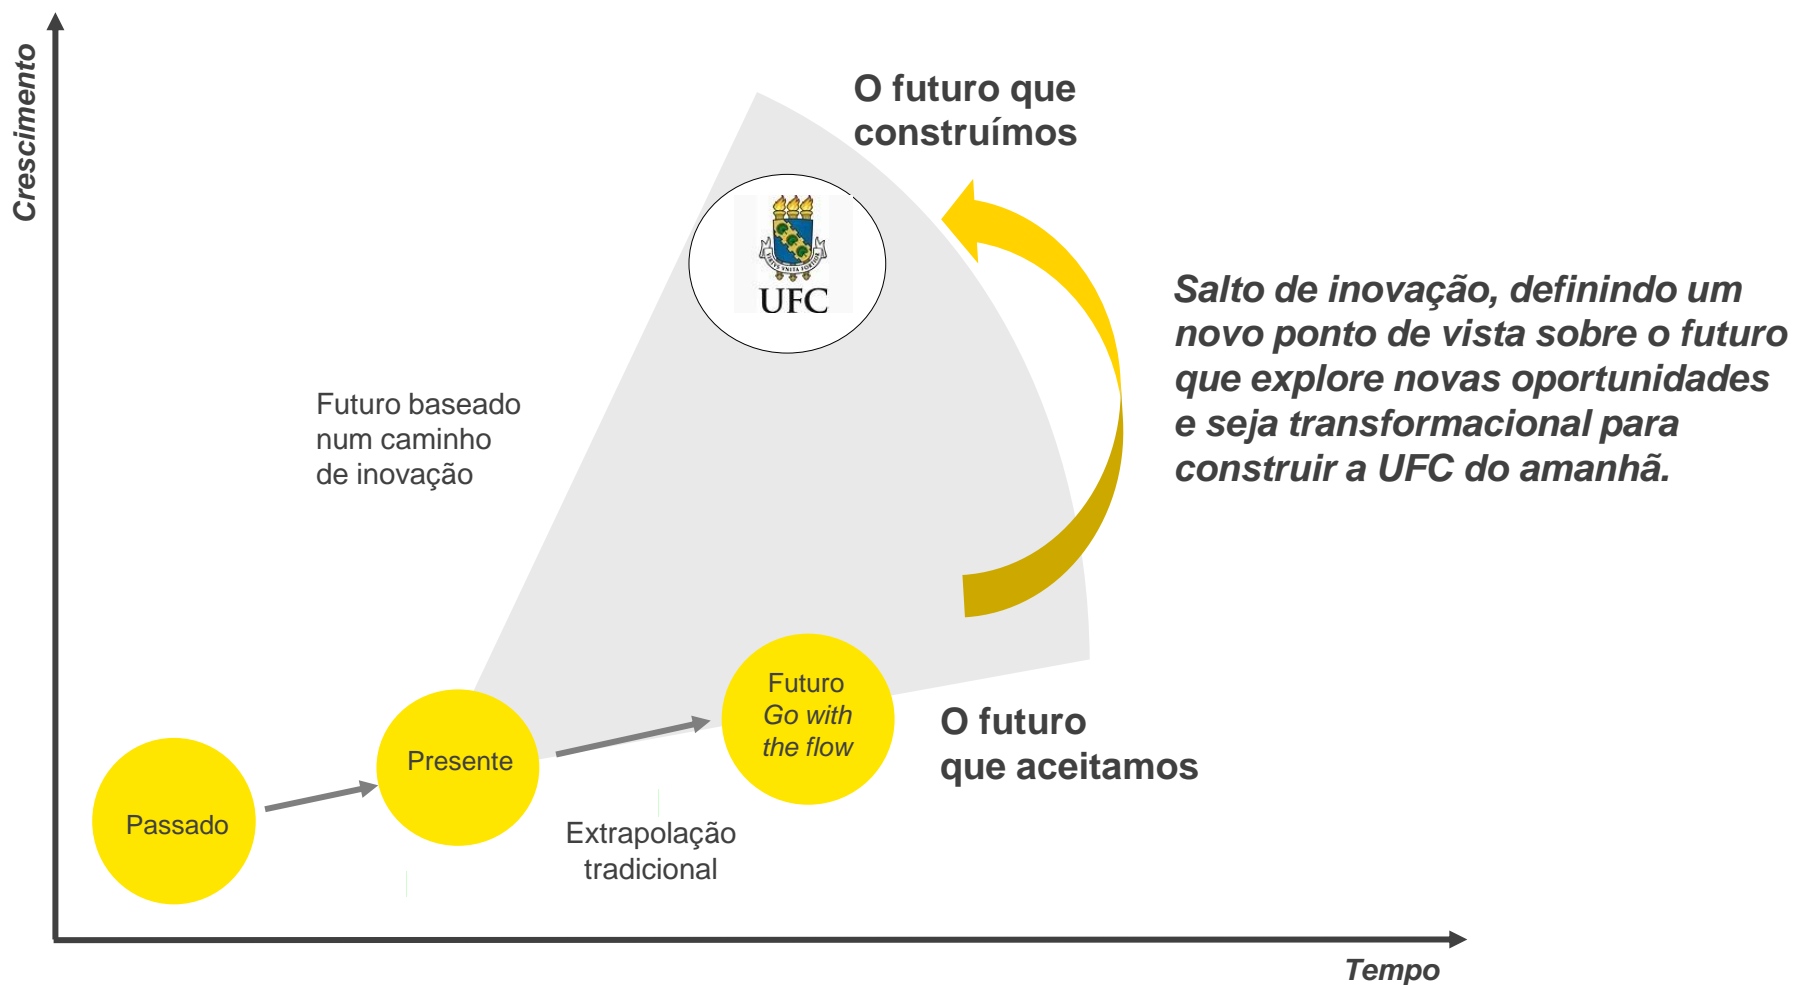 Crescimento
O futuro que
construímos
UFC
Salto de inovação, definindo um
novo ponto de vista sobre o futuro
que explore novas oportunidades
e seja transformacional para
construir a UFC do amanhã.
Futuro baseado
num caminho
de inovação
Futuro
Go with
the flow
O futuro
que aceitamos
Presente
Passado
Extrapolação
tradicional
Tempo